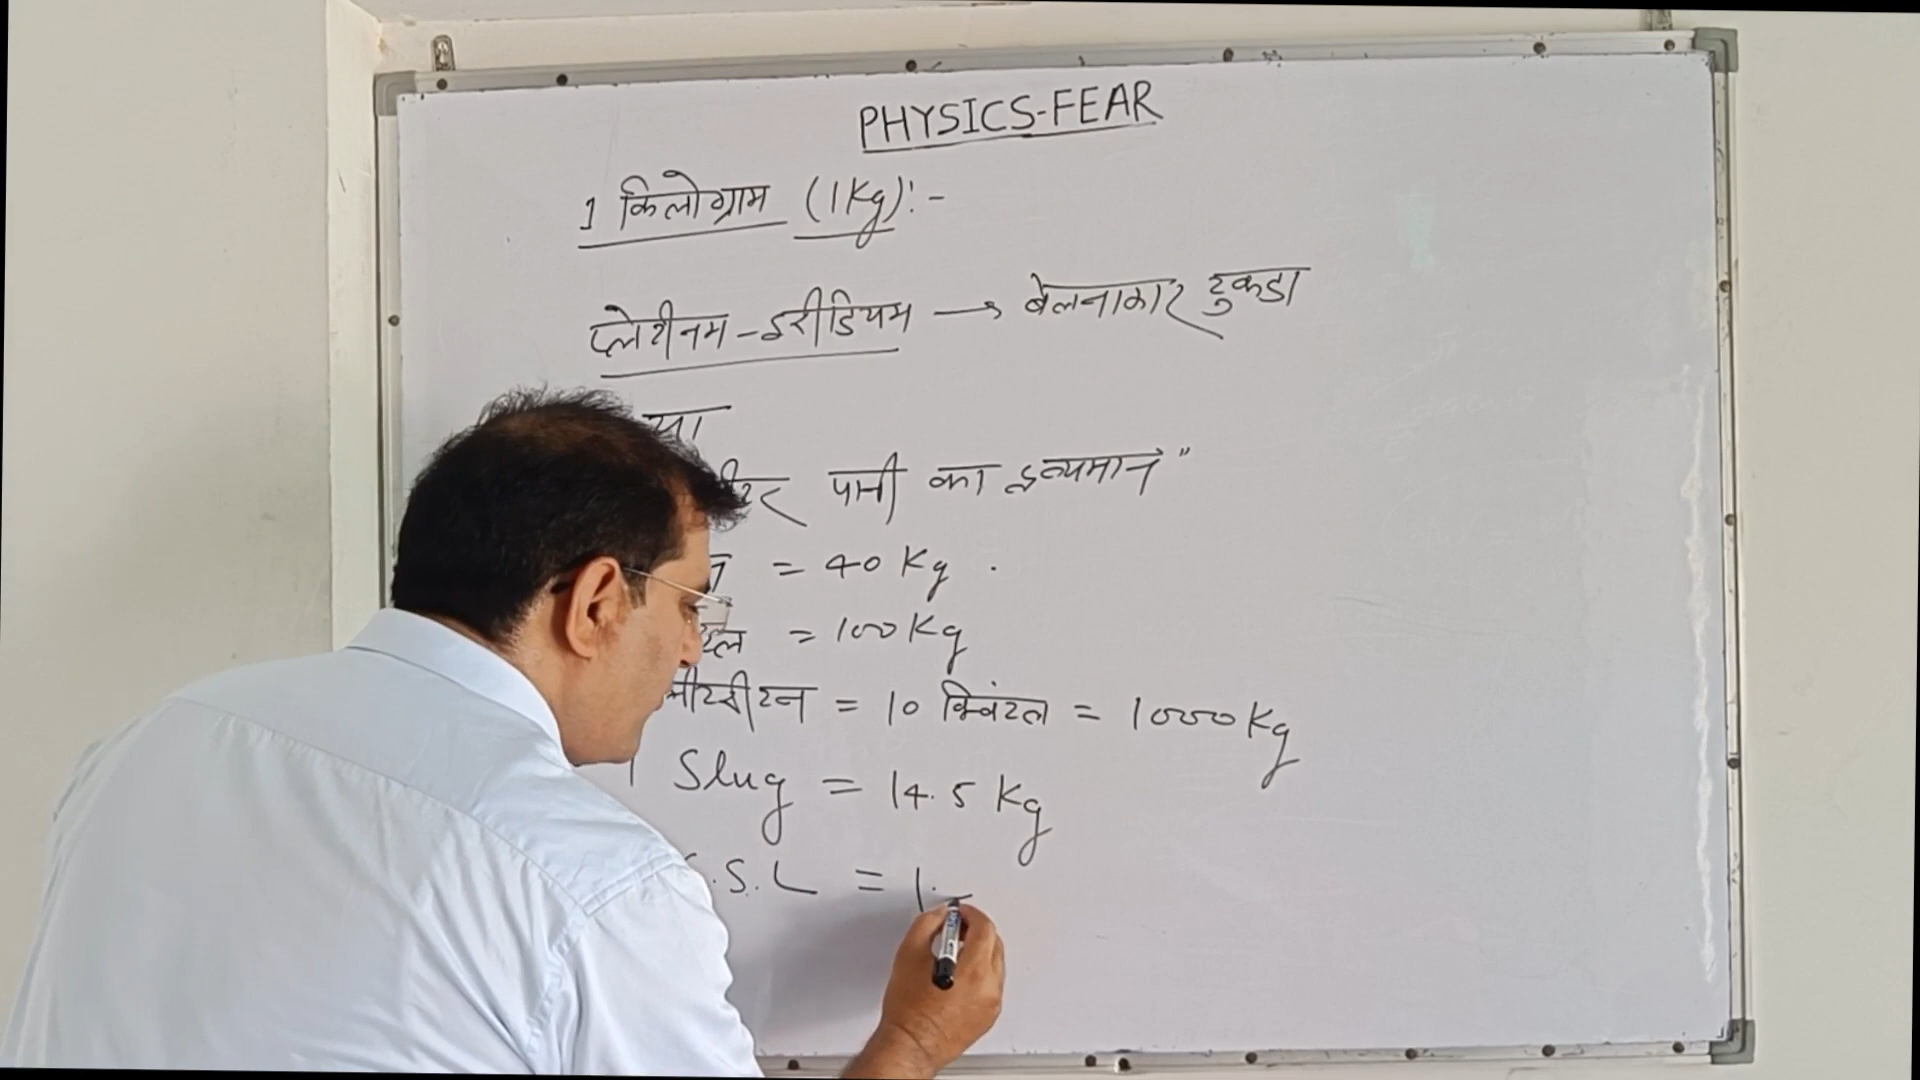 PHYSICS-FEAR
1 किलोग्राम (1Kg):-
प्लेटीनम-इरीडियम → बेलनाकार टुकडा
या
पानी का द्रव्यमान"
= 40 Kg .
= 100 Kg
मीटरीटन = 10 क्विंटल = 1000 Kg
1 Slug = 14.5 Kg
.S.L = 1.